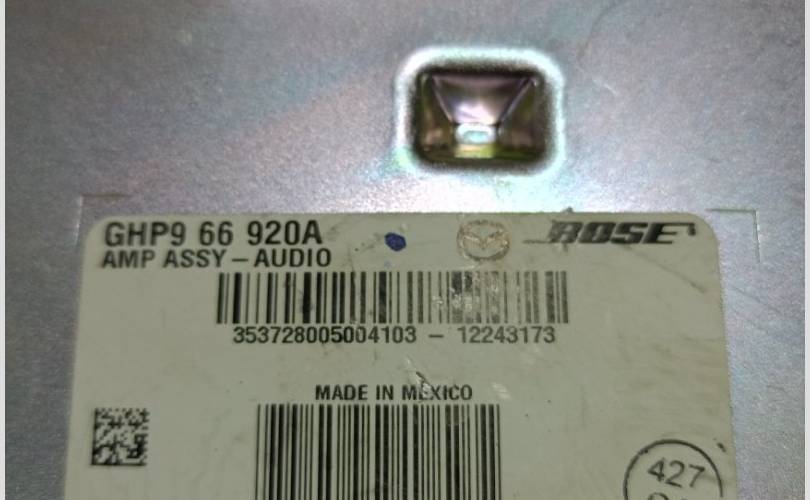 GHP9 66 920A
BOSE
AMP ASSY – AUDIO
353728005004103 – 12243173
MADE IN MEXICO
427